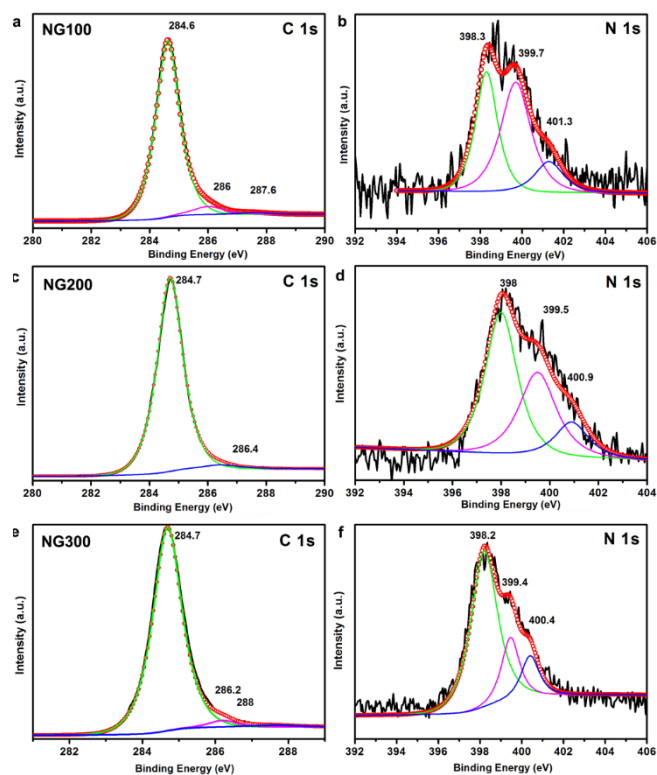 a
NG100
284.6
C 1s
286
287.6
Intensity (a.u.)
280 282 284 286 288 290
Binding Energy (eV)
b
N 1s
398.3
399.7
401.3
Intensity (a.u.)
392 394 396 398 400 402 404 406
Binding Energy (eV)
c
NG200
284.7
C 1s
286.4
Intensity (a.u.)
280 282 284 286 288 290
Binding Energy (eV)
d
N 1s
398
399.5
400.9
Intensity (a.u.)
392 394 396 398 400 402 404
Binding Energy (eV)
e
NG300
284.7
C 1s
286.2
288
Intensity (a.u.)
282 284 286 288
Binding Energy (eV)
f
N 1s
398.2
399.4
400.4
Intensity (a.u.)
392 394 396 398 400 402 404 406
Binding Energy (eV)